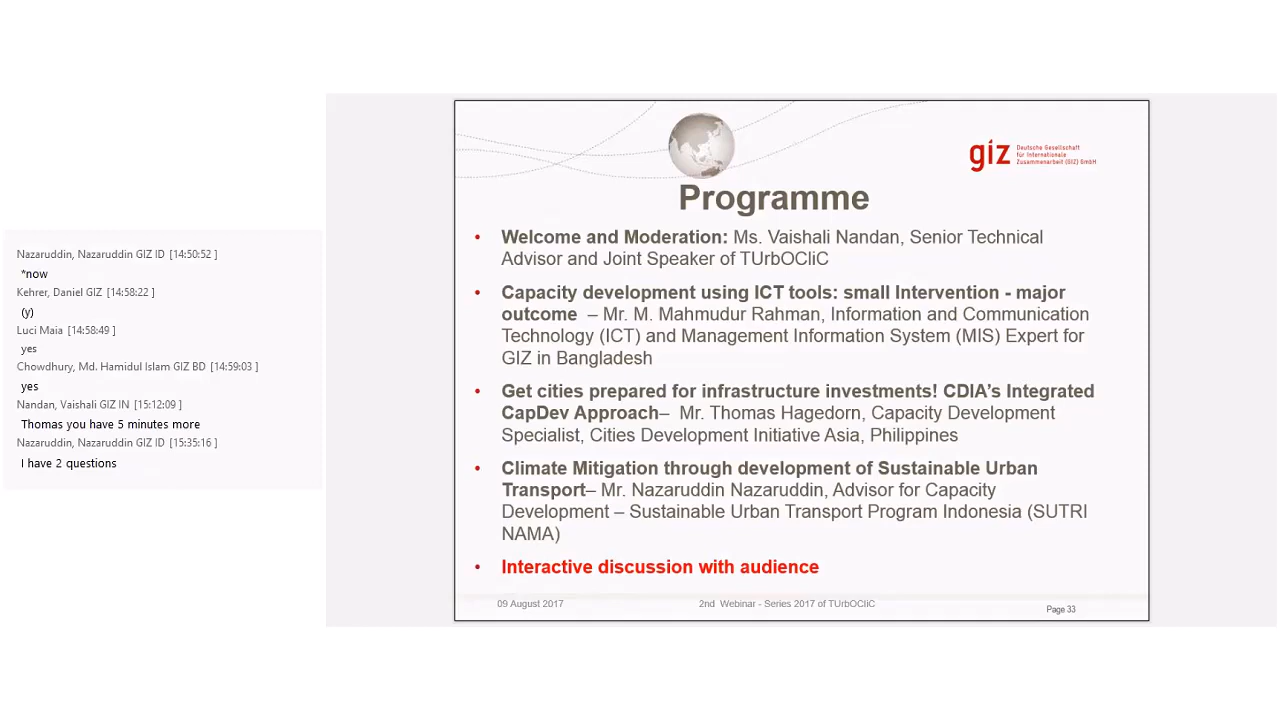 Nazaruddin, Nazaruddin GIZ ID [14:50:52 ]
*now
Kehrer, Daniel GIZ [14:58:22 ]
(y)
Luci Maia [14:58:49 ]
yes
Chowdhury, Md. Hamidul Islam GIZ BD [14:59:03 ]
yes
Nandan, Vaishali GIZ IN [15:12:09 ]
Thomas you have 5 minutes more
Nazaruddin, Nazaruddin GIZ ID [15:35:16 ]
I have 2 questions
giz Deutsche Gesellschaft
für Internationale
Zusammenarbeit (GIZ) GmbH
Programme
• Welcome and Moderation: Ms. Vaishali Nandan, Senior Technical
Advisor and Joint Speaker of TUrbOCliC
• Capacity development using ICT tools: small Intervention - major
outcome – Mr. M. Mahmudur Rahman, Information and Communication
Technology (ICT) and Management Information System (MIS) Expert for
GIZ in Bangladesh
• Get cities prepared for infrastructure investments! CDIA's Integrated
CapDev Approach– Mr. Thomas Hagedorn, Capacity Development
Specialist, Cities Development Initiative Asia, Philippines
• Climate Mitigation through development of Sustainable Urban
Transport– Mr. Nazaruddin Nazaruddin, Advisor for Capacity
Development – Sustainable Urban Transport Program Indonesia (SUTRI
NAMA)
• Interactive discussion with audience
09 August 2017
2nd Webinar - Series 2017 of TUrbOCliC
Page 33